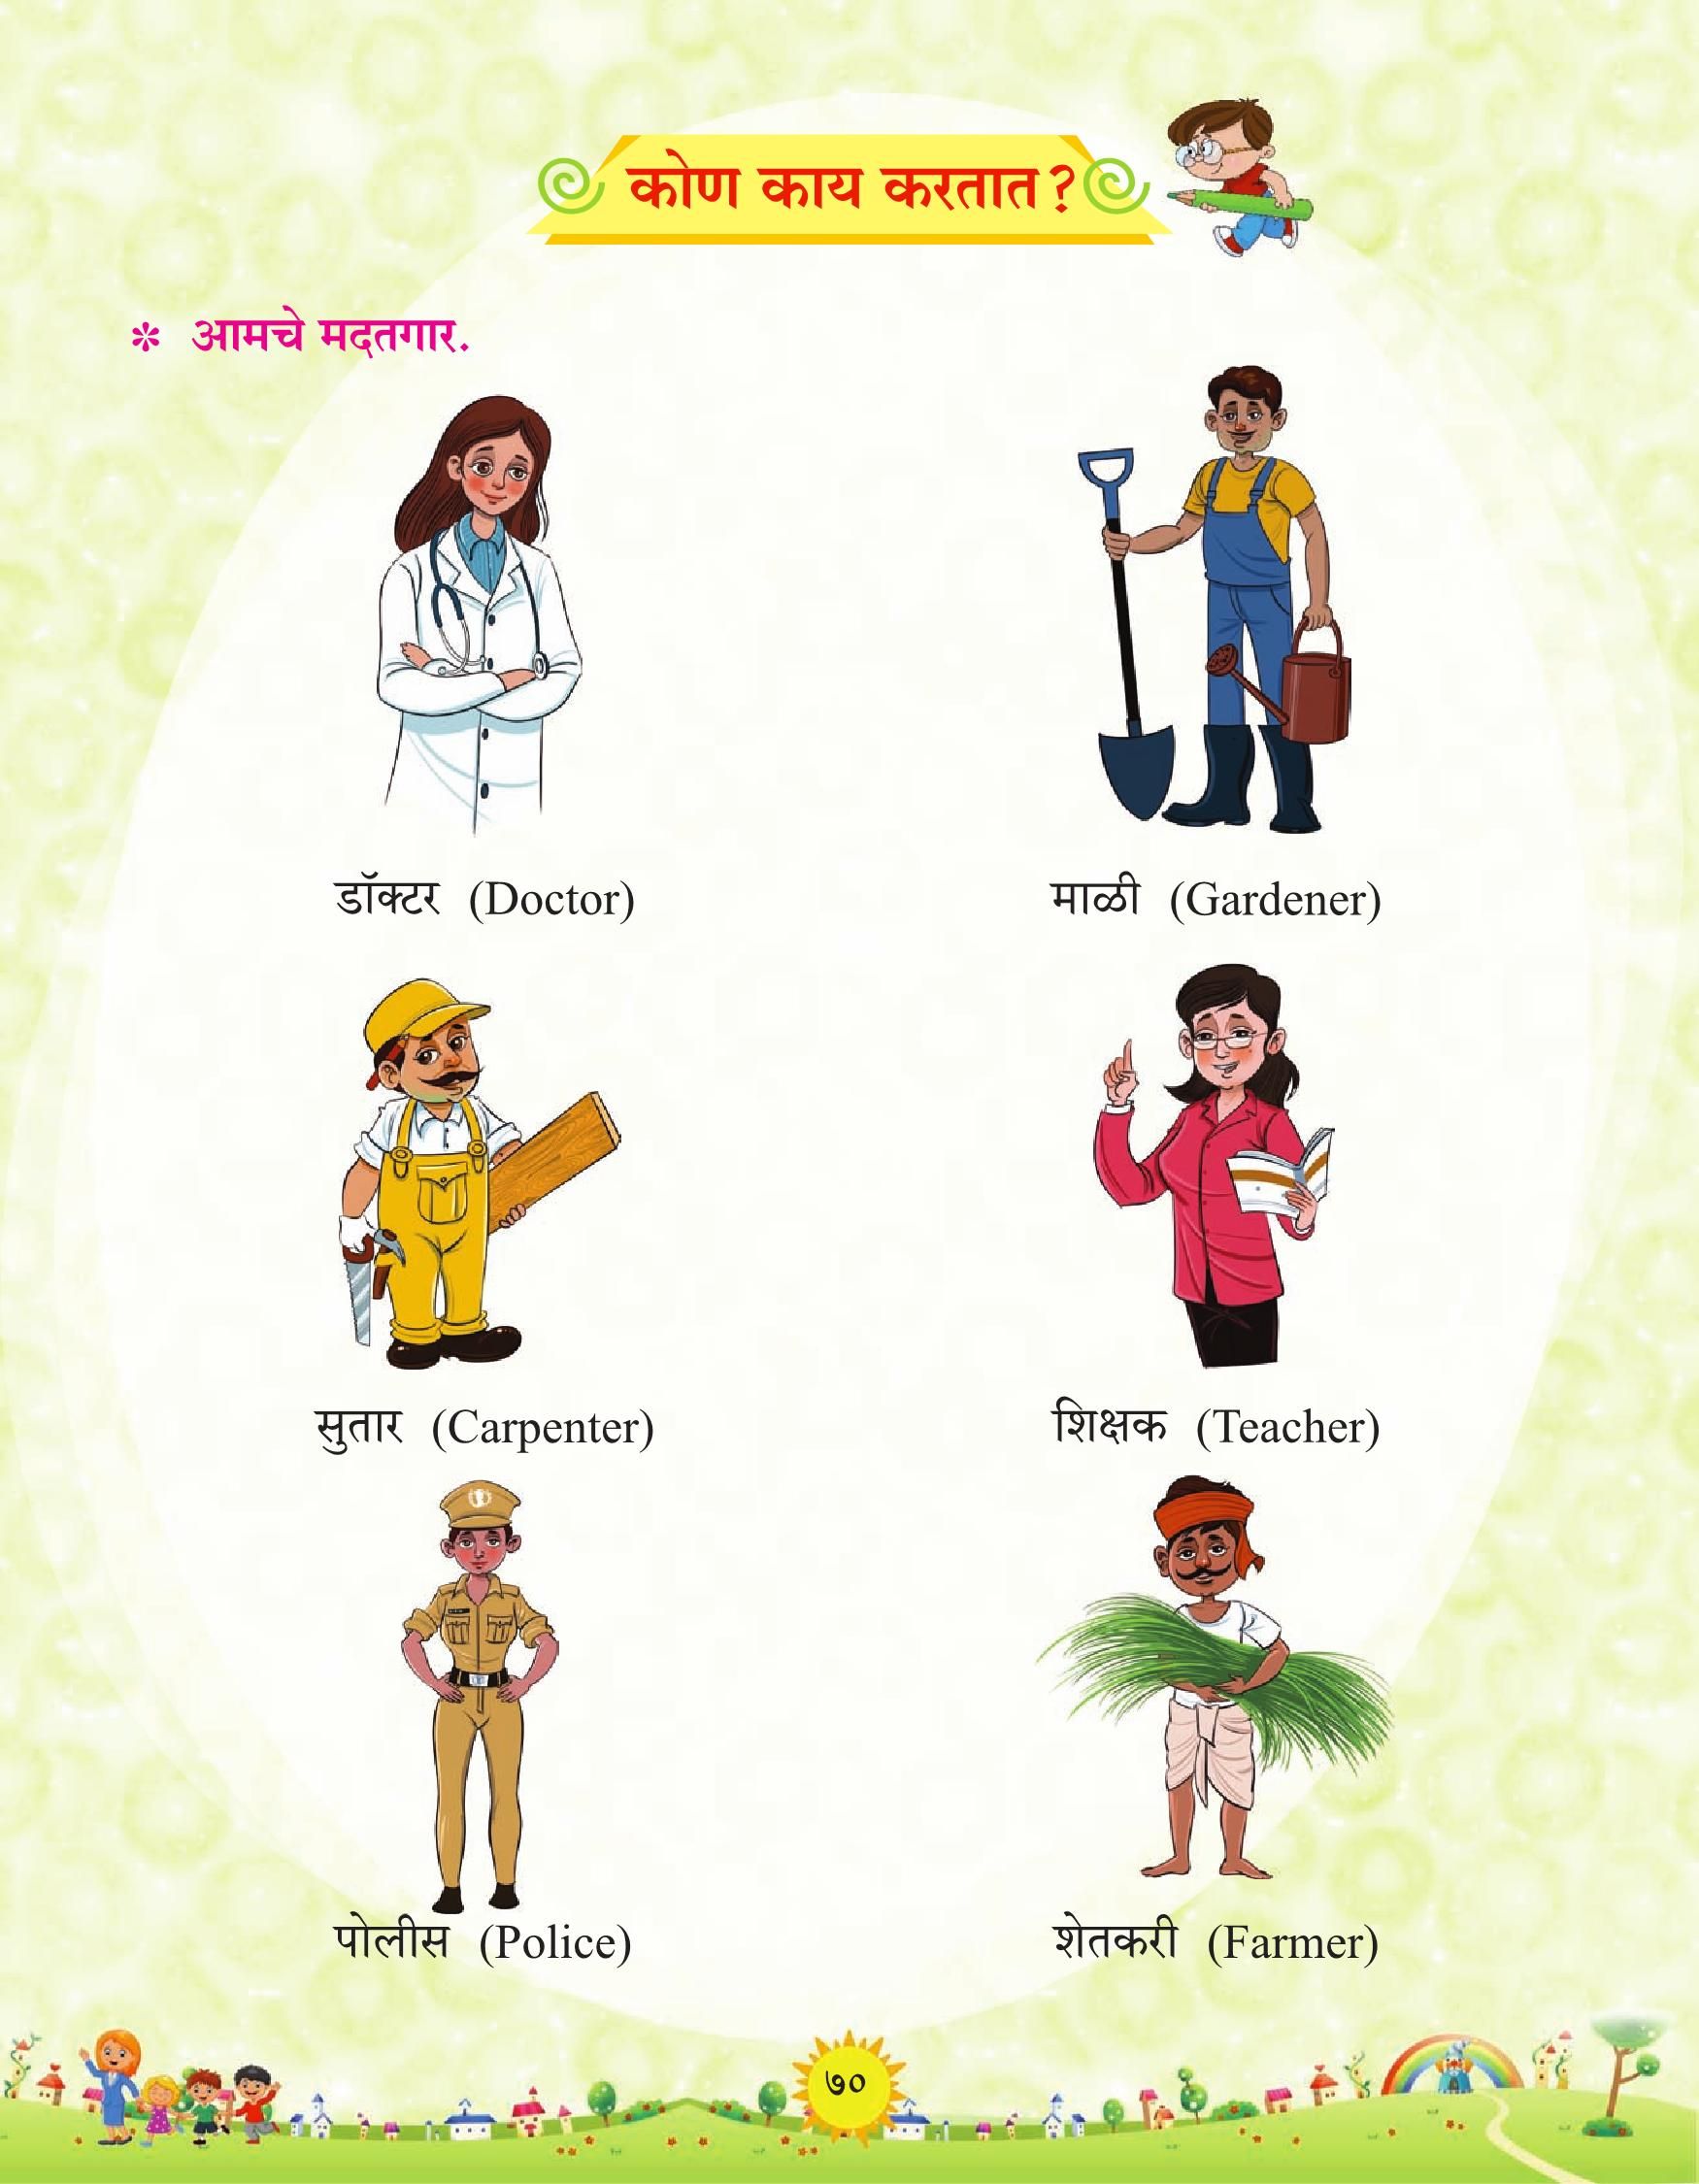 कोण काय करतात?
* आमचे मदतगार.
डॉक्टर (Doctor)
माळी (Gardener)
सुतार (Carpenter)
शिक्षक (Teacher)
पोलीस (Police)
शेतकरी (Farmer)
७०